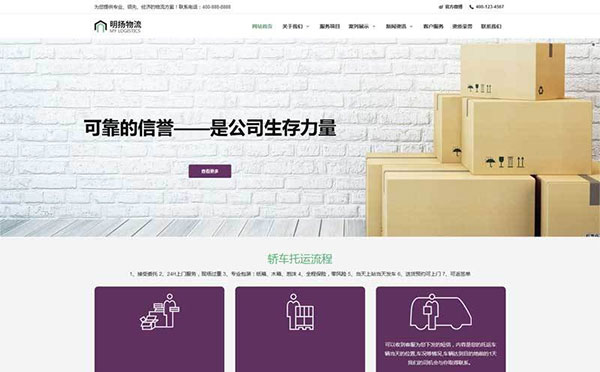 为您提供专业、领先、经济的物流方案！联系电话：400-888-8888
官方微博 400-123-4567
明扬物流
MY LOGISTICS
网站首页 关于我们 服务项目 案例展示 新闻资讯 客户服务 资质荣誉 联系我们
可靠的信誉——是公司生存力量
查看更多
轿车托运流程
1、接受委托 2、24H上门服务，现场过量 3、专业包装：纸箱、木箱、泡沫 4、全程保险，零风险 5、当天上站当天发车 6、送货预约可上门 7、可返签单
可以收到客服为您下发的短信，内容是您的托运车
辆当天的位置,车况等情况,车辆达到目的地前的1天
我们的司机会与你取得联系。